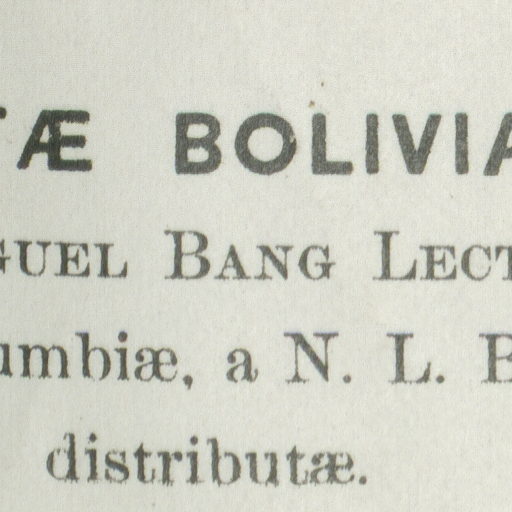 TÆ BOLIVIA
GUEL BANG LECT
umbiæ, a N. L. B
distributæ.